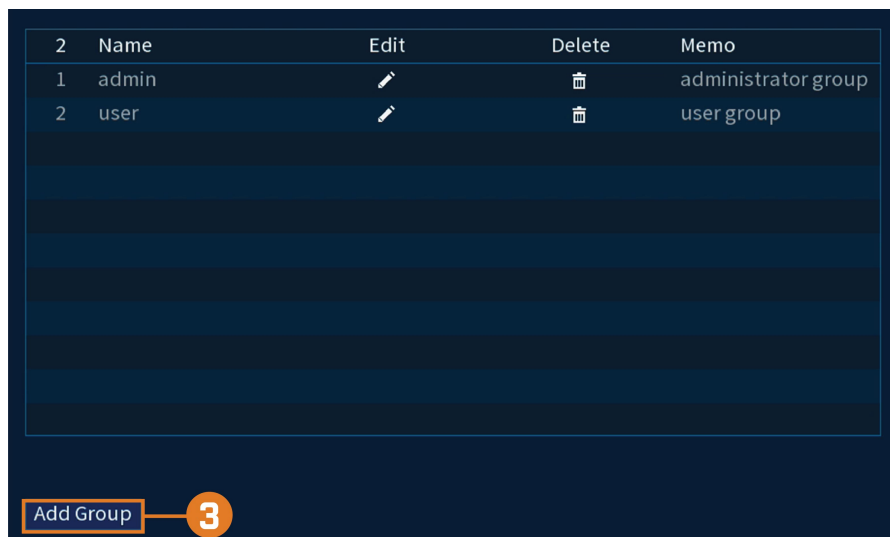 2 Name Edit Delete Memo
1 admin administrator group
2 user user group
Add Group 3